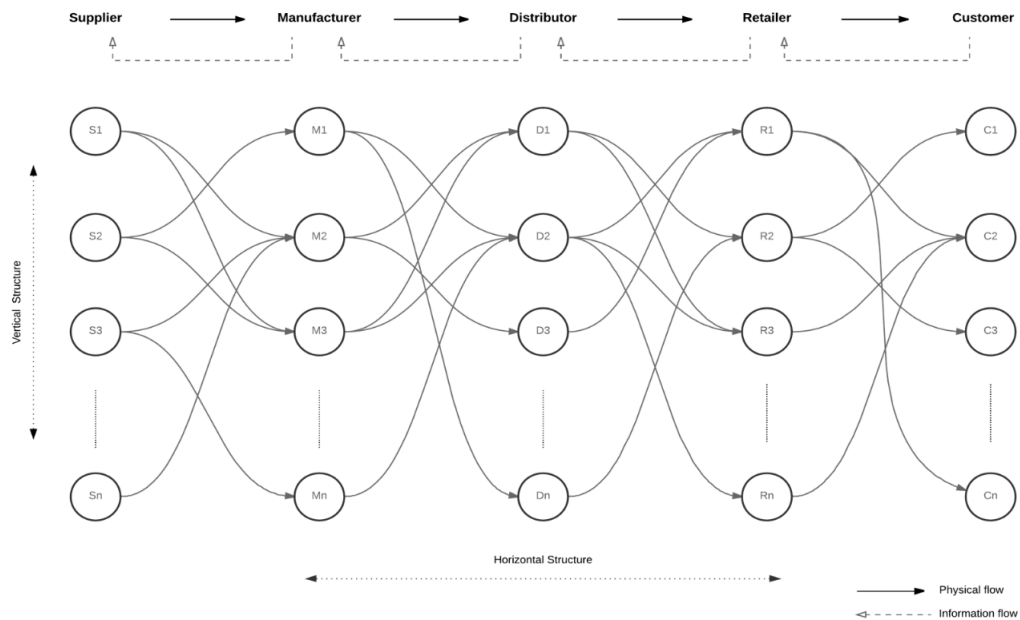 Supplier Manufacturer Distributor Retailer Customer
S1 M1 D1 R1 C1
S2 M2 D2 R2 C2
Vertical Structure
S3 M3 D3 R3 C3
Sn Mn Dn Rn Cn
Horizontal Structure
Physical flow
Information flow